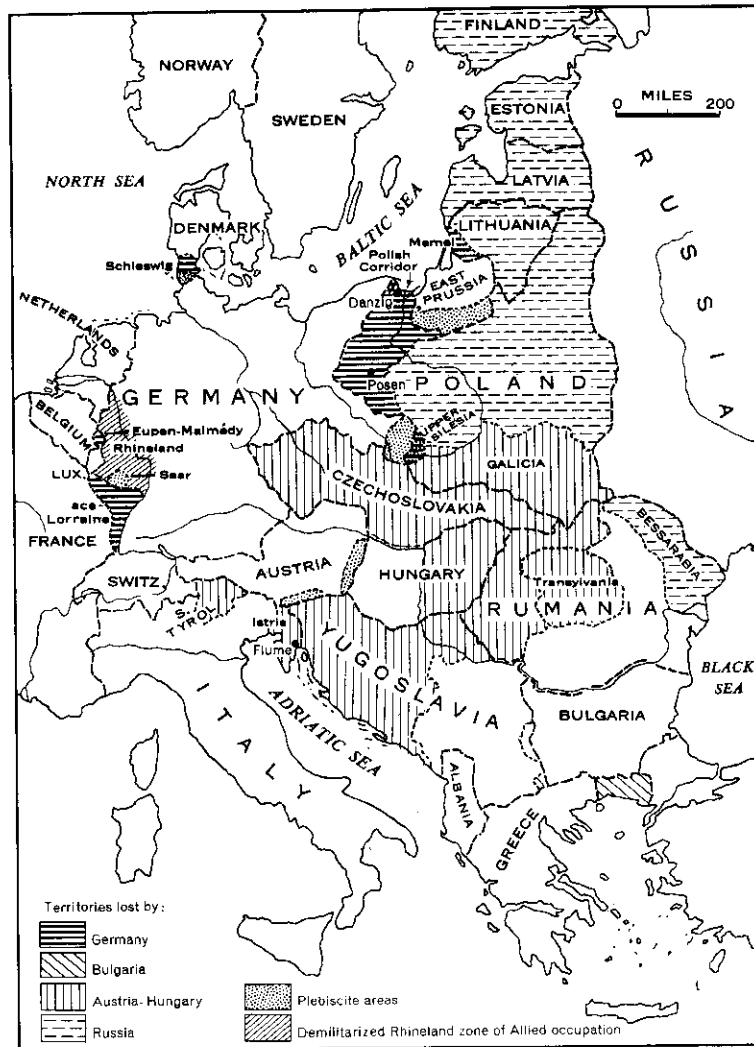 FINLAND
NORWAY
SWEDEN
ESTONIA
MILES
0 200
NORTH SEA
LATVIA
RUSSIA
DENMARK
BALTIC SEA
LITHUANIA
Memel
Schleswig
Polish
Corridor
EAST
PRUSSIA
Danzig
NETHERLANDS
GERMANY
Posen
POLAND
BELGIUM
Eupen-Malmédy
UPPER
SILESIA
Rhineland
GALICIA
LUX.
Saar
CZECHOSLOVAKIA
ace-
Lorraine
FRANCE
BESSARABIA
AUSTRIA
HUNGARY
Transylvania
SWITZ.
S.
TYROL
RUMANIA
Istria
Fiume
YUGOSLAVIA
BLACK
SEA
ITALY
ADRIATIC SEA
BULGARIA
ALBANIA
GREECE
Territories lost by:
Germany
Bulgaria
Austria-Hungary
Plebiscite areas
Russia
Demilitarized Rhineland zone of Allied occupation